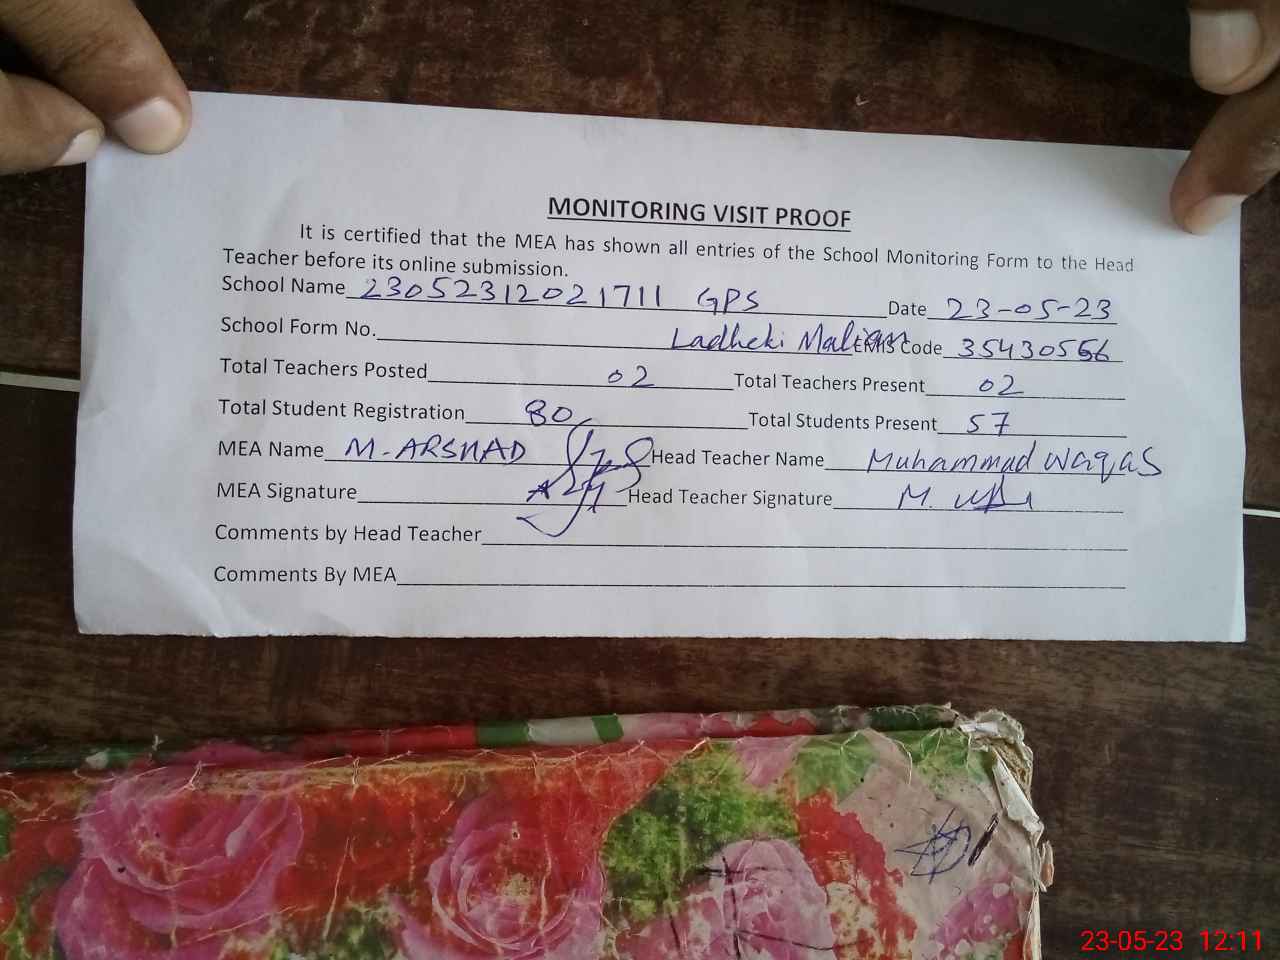 MONITORING VISIT PROOF
It is certified that the MEA has shown all entries of the School Monitoring Form to the Head
Teacher before its online submission.
School Name 23052312021711 GPS Date 23-05-23
School Form No. Ladheki Malian EMIS Code 35430566
Total Teachers Posted 02 Total Teachers Present 02
Total Student Registration 80 Total Students Present 57
MEA Name M-ARSHAD Head Teacher Name Muhammad Waqas
MEA Signature Head Teacher Signature M.
Comments by Head Teacher
Comments By MEA
23-05-23 12:11